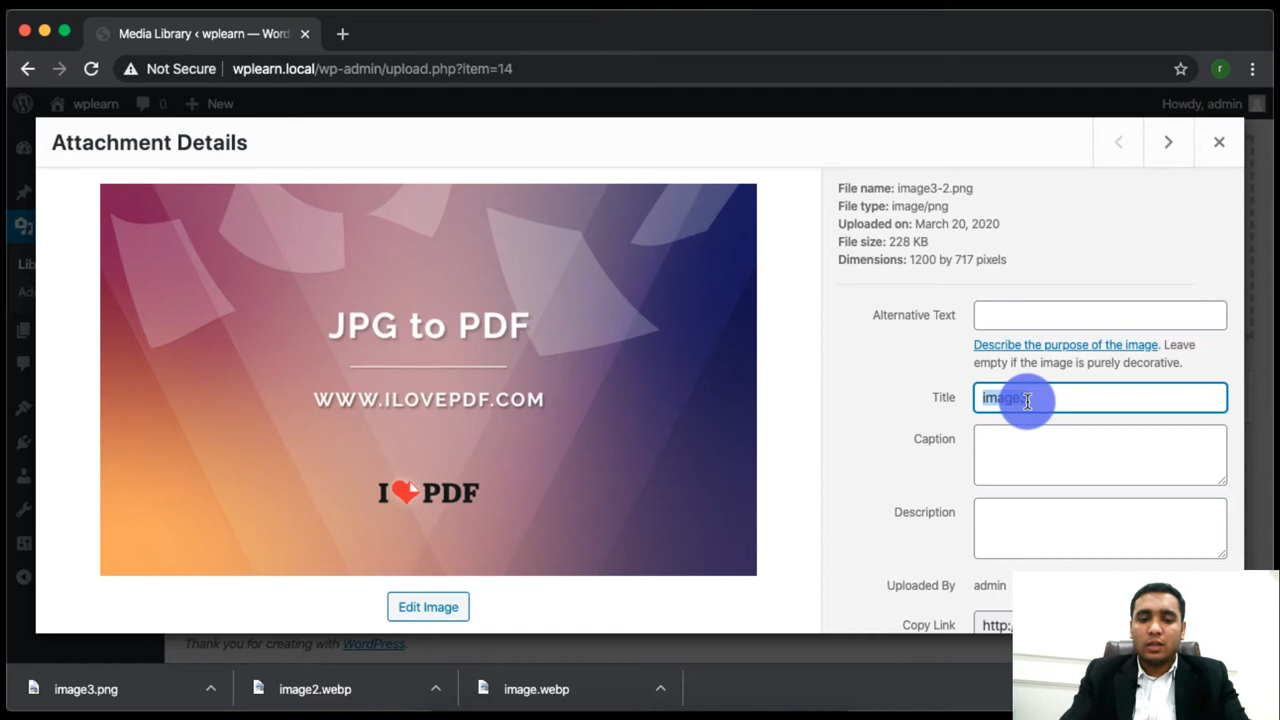 Media Library ‹ wplearn — Word
Not Secure
wplearn.local/wp-admin/upload.php?item=14
r
wplearn
0
New
Howdy, admin
Attachment Details
File name: image3-2.png
File type: image/png
Uploaded on: March 20, 2020
File size: 228 KB
Dimensions: 1200 by 717 pixels
JPG to PDF
WWW.ILOVEPDF.COM
I PDF
Alternative Text
Describe the purpose of the image. Leave
empty if the image is purely decorative.
Title
image
Caption
Description
Uploaded By
admin
Copy Link
http:
Edit Image
Lib
Ad
Thank you for creating with WordPress.
image3.png
image2.webp
image.webp